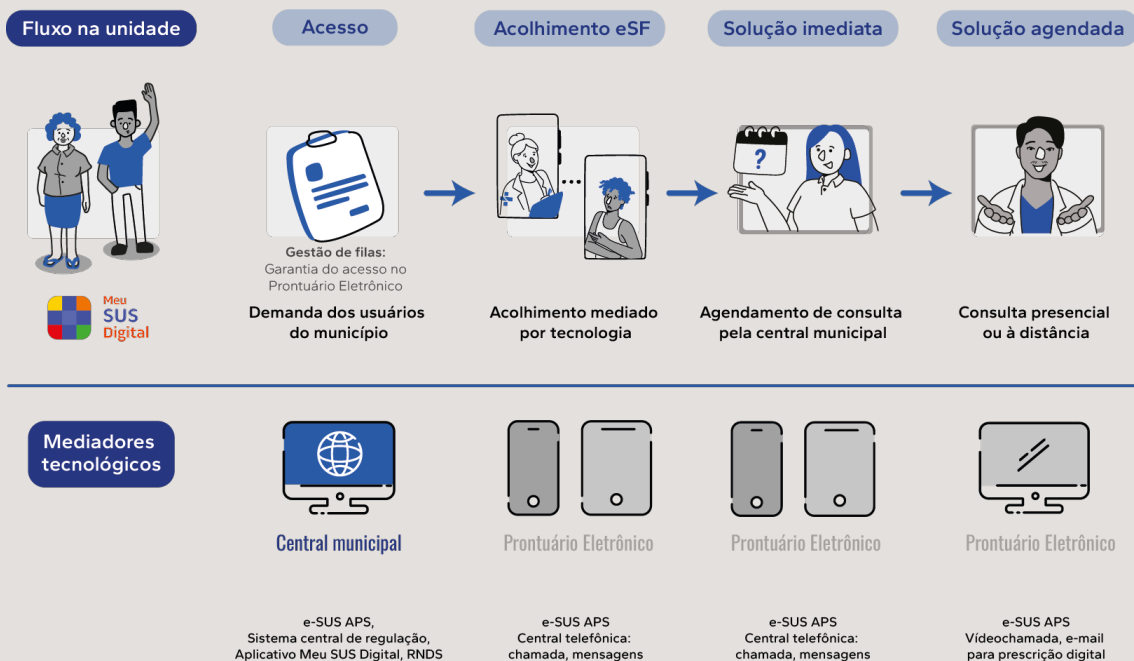 Fluxo na unidade
Acesso
Acolhimento eSF
Solução imediata
Solução agendada
?
Meu
SUS
Digital
Gestão de filas:
Garantia do acesso no
Prontuário Eletrônico
Demanda dos usuários
do município
Acolhimento mediado
por tecnologia
Agendamento de consulta
pela central municipal
Consulta presencial
ou à distância
Mediadores
tecnológicos
Central municipal
Prontuário Eletrônico
Prontuário Eletrônico
Prontuário Eletrônico
e-SUS APS,
Sistema central de regulação,
Aplicativo Meu SUS Digital, RNDS
e-SUS APS
Central telefônica:
chamada, mensagens
e-SUS APS
Central telefônica:
chamada, mensagens
e-SUS APS
Vídeochamada, e-mail
para prescrição digital